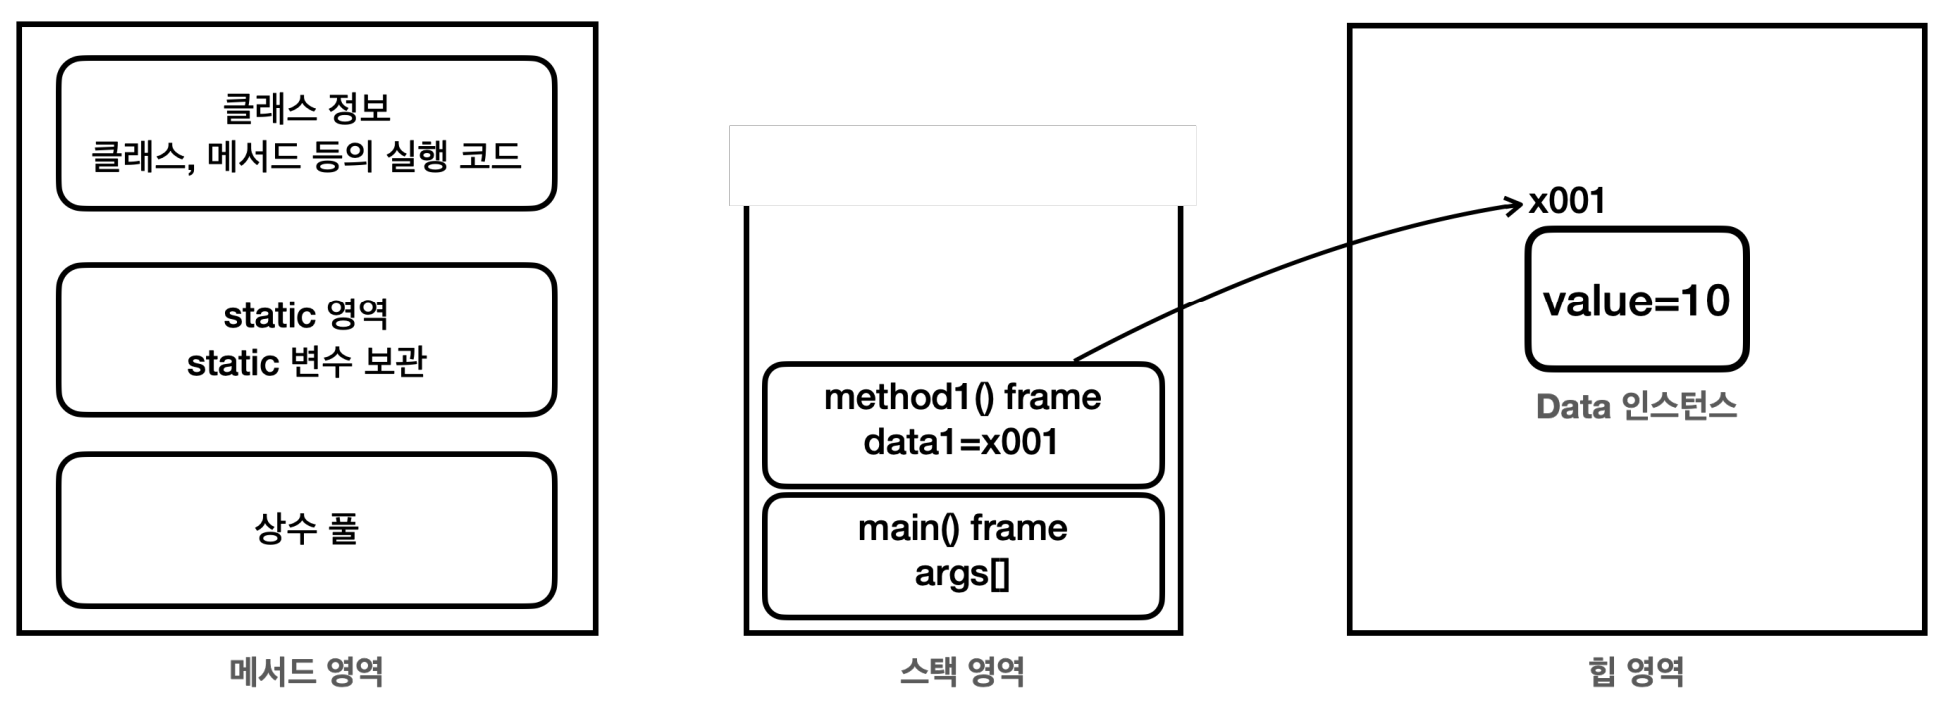 클래스 정보
클래스, 메서드 등의 실행 코드
static 영역
static 변수 보관
상수 풀
메서드 영역
method1() frame
data1=x001
main() frame
args[]
스택 영역
x001
value=10
Data 인스턴스
힙 영역